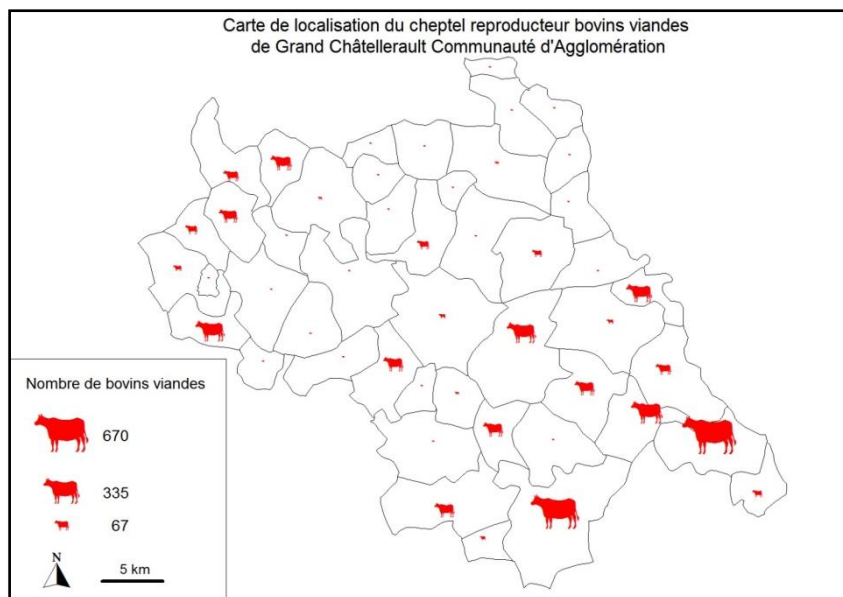 Carte de localisation du cheptel reproducteur bovins viandes
de Grand Châtellerault Communauté d'Agglomération
Nombre de bovins viandes
670
335
67
N
5 km